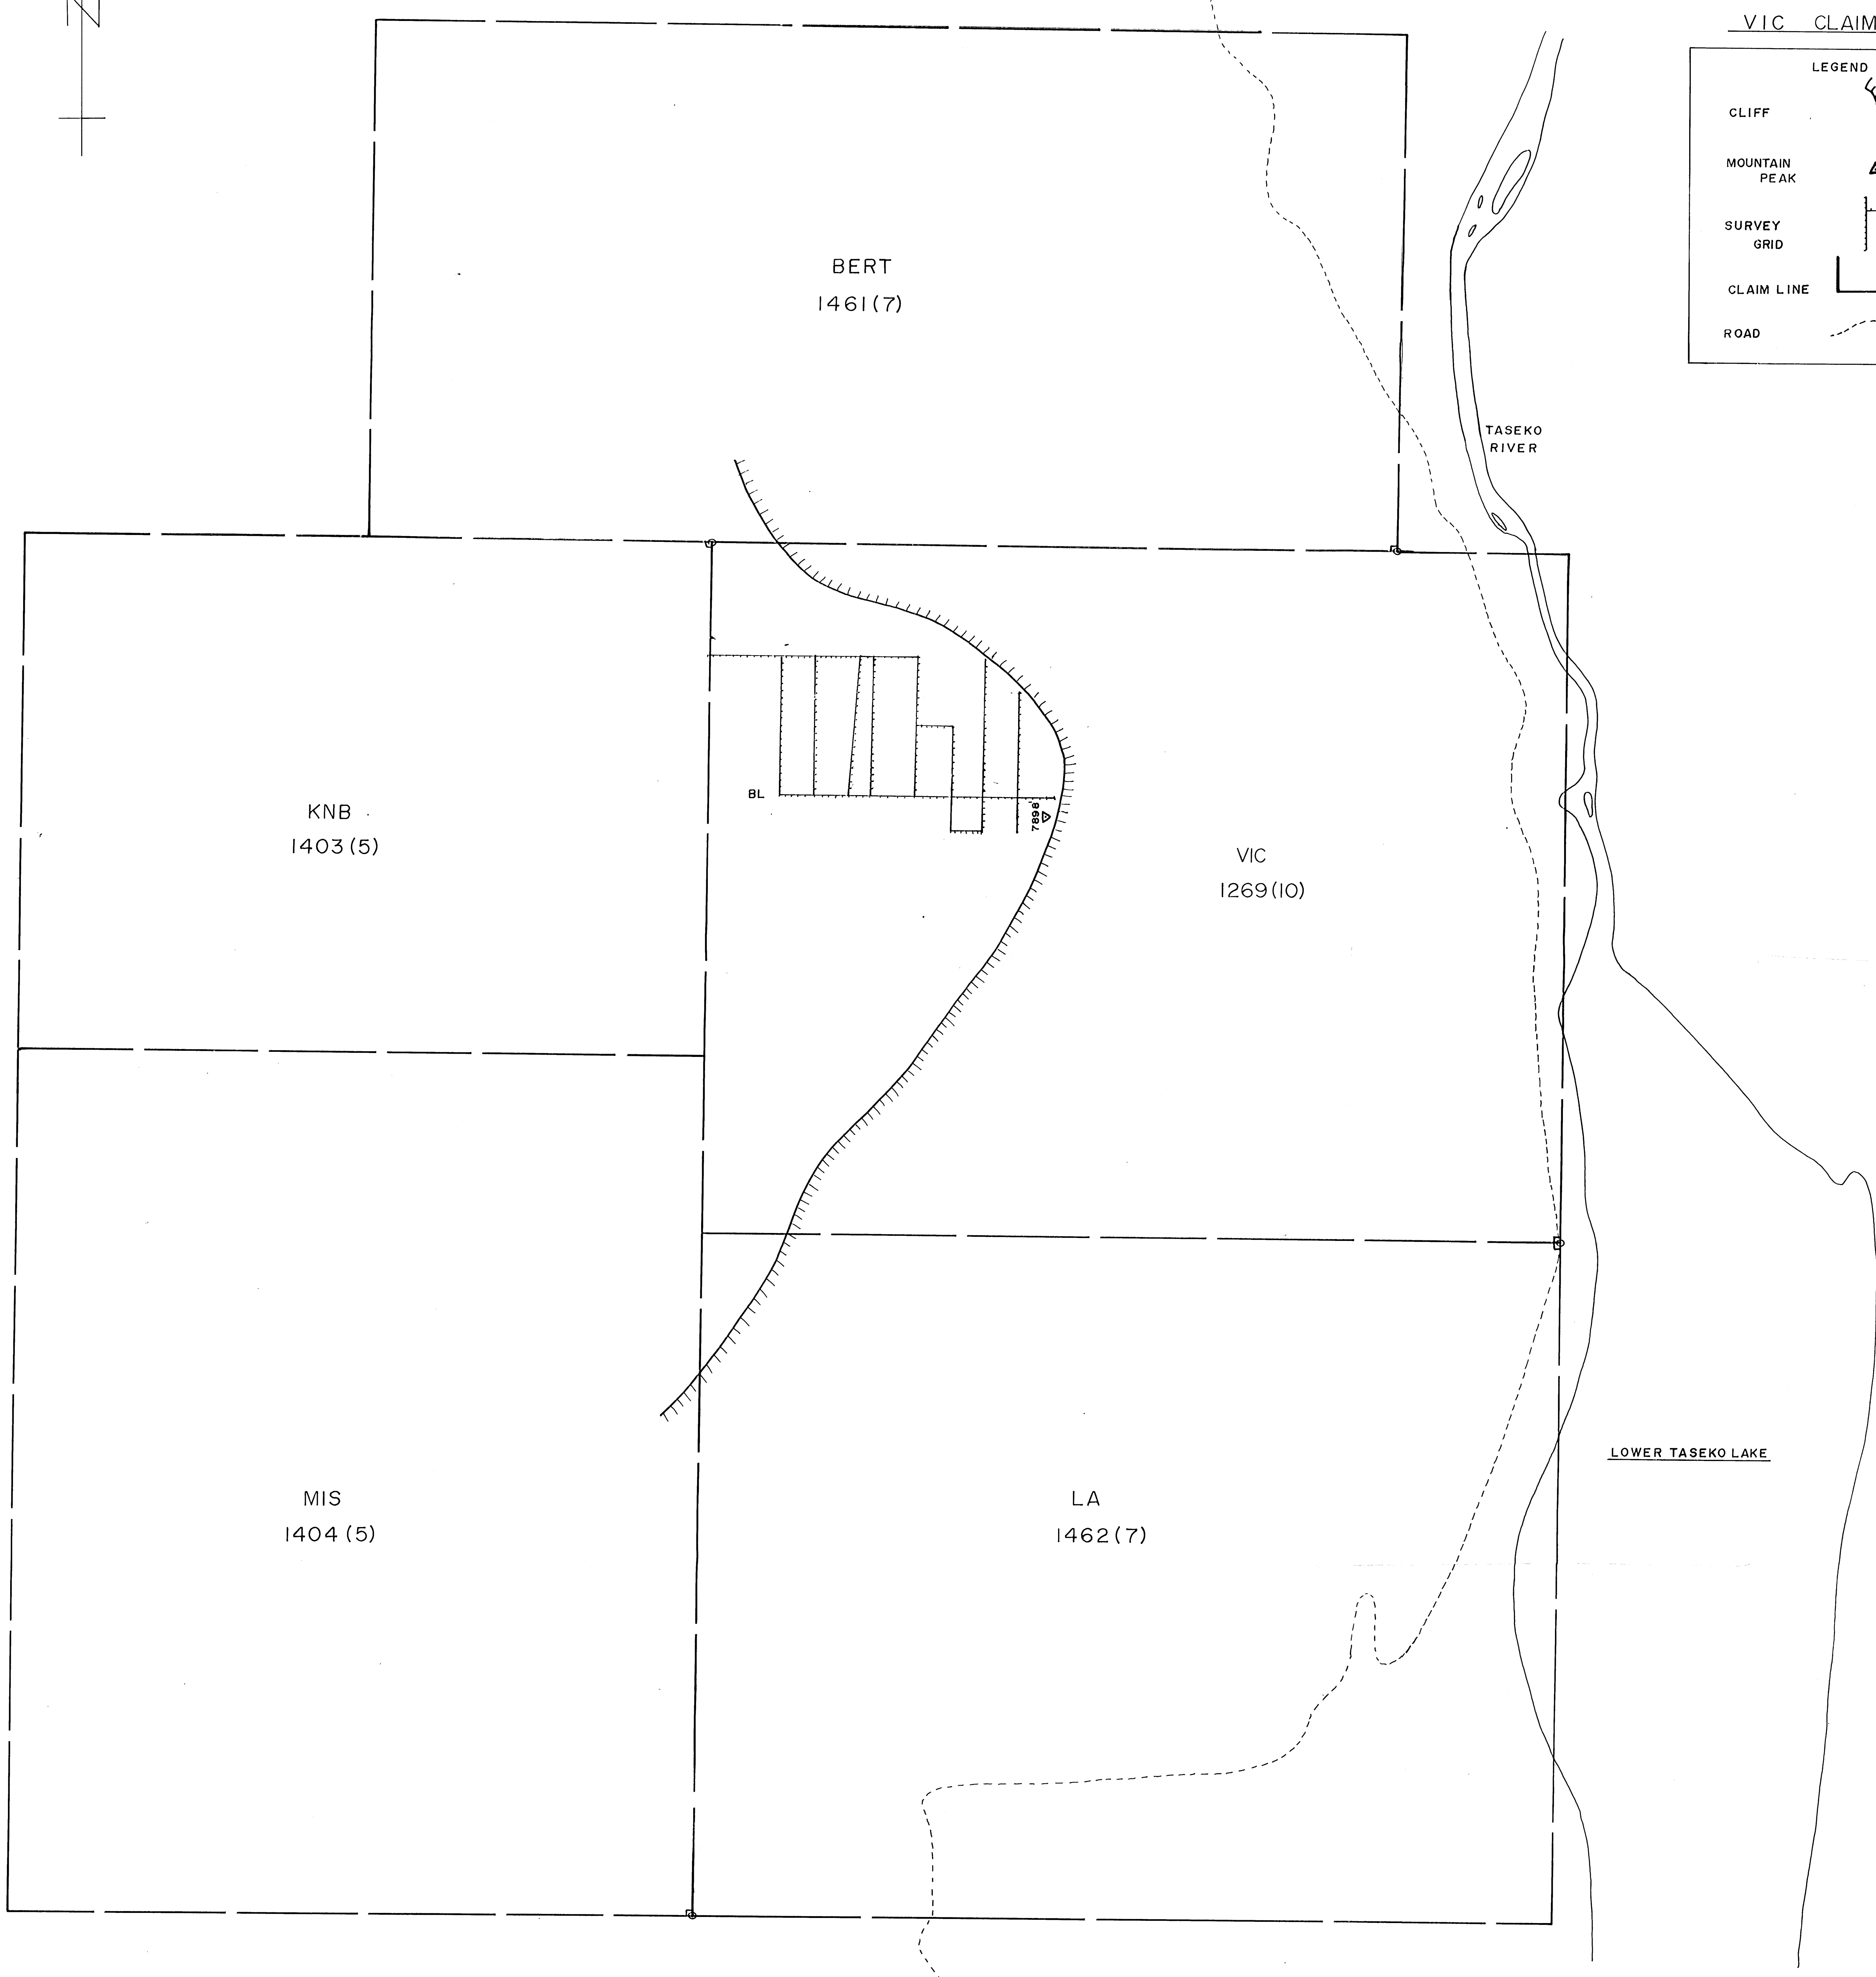 N
VIC CLAIM
LEGEND
CLIFF
MOUNTAIN
PEAK
SURVEY
GRID
CLAIM LINE
ROAD
BERT
1461(7)
TASEKO
RIVER
BL
7898'
KNB
1403(5)
VIC
1269(10)
LOWER TASEKO LAKE
MIS
1404(5)
LA
1462(7)